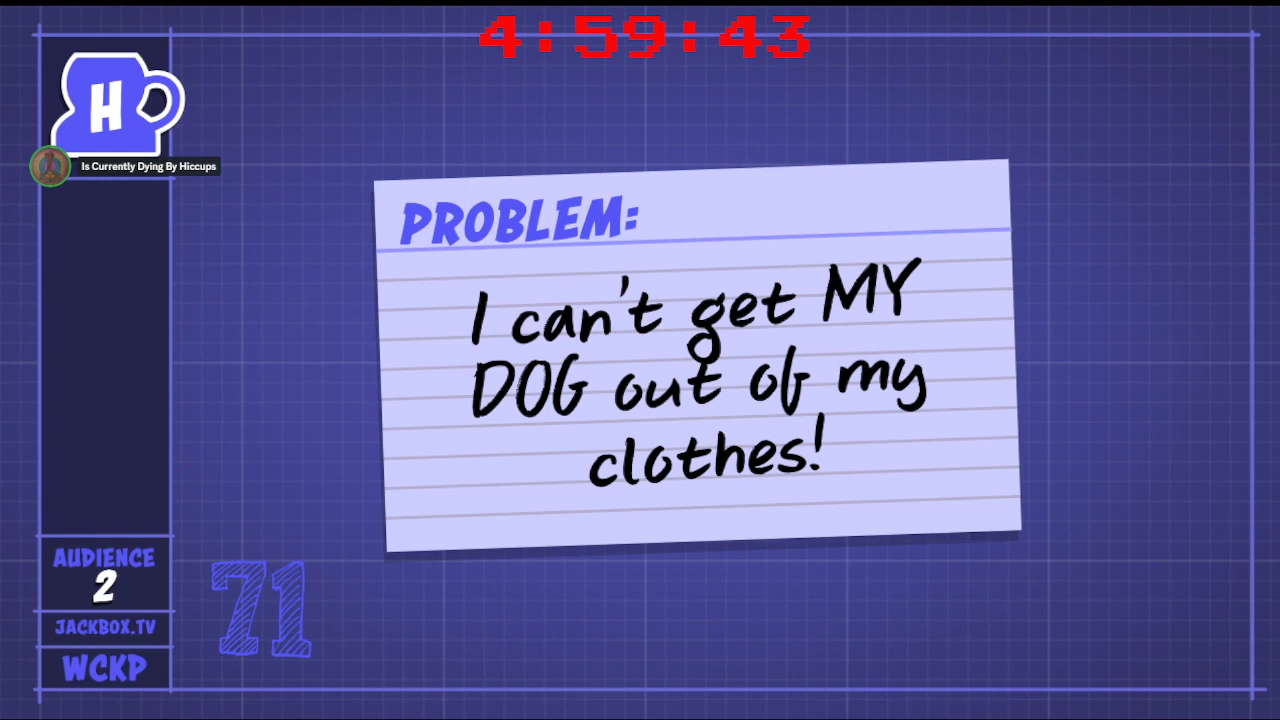 4:59:43
H
Is Currently Dying By Hiccups
PROBLEM:
I can't get MY
DOG out of my
clothes!
AUDIENCE
2
JACKBOX.TV
WCKP
71